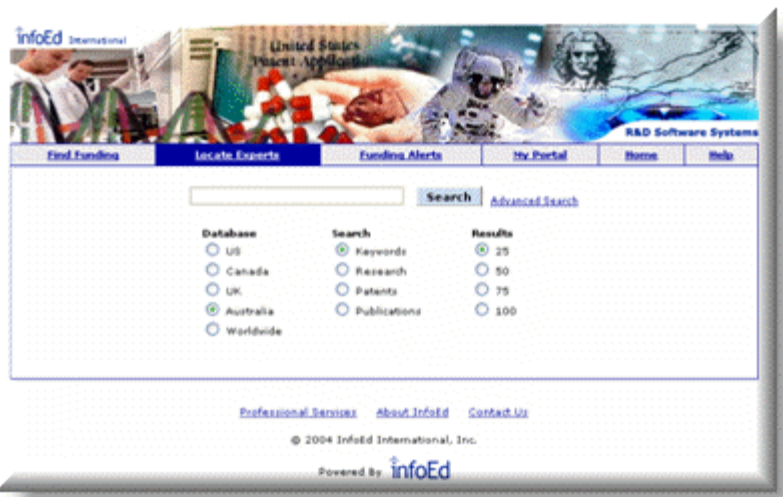 infoEd International
United States
Patent Application
R&D Software Systems
Find Funding Locate Experts Funding Alerts My Portal Home Help
Search Advanced Search
Database Search Results
US Keywords 25
Canada Research 50
UK Patents 75
Australia Publications 100
Worldwide
Professional Services About InfoEd Contact Us
© 2004 InfoEd International, Inc.
Powered By infoEd